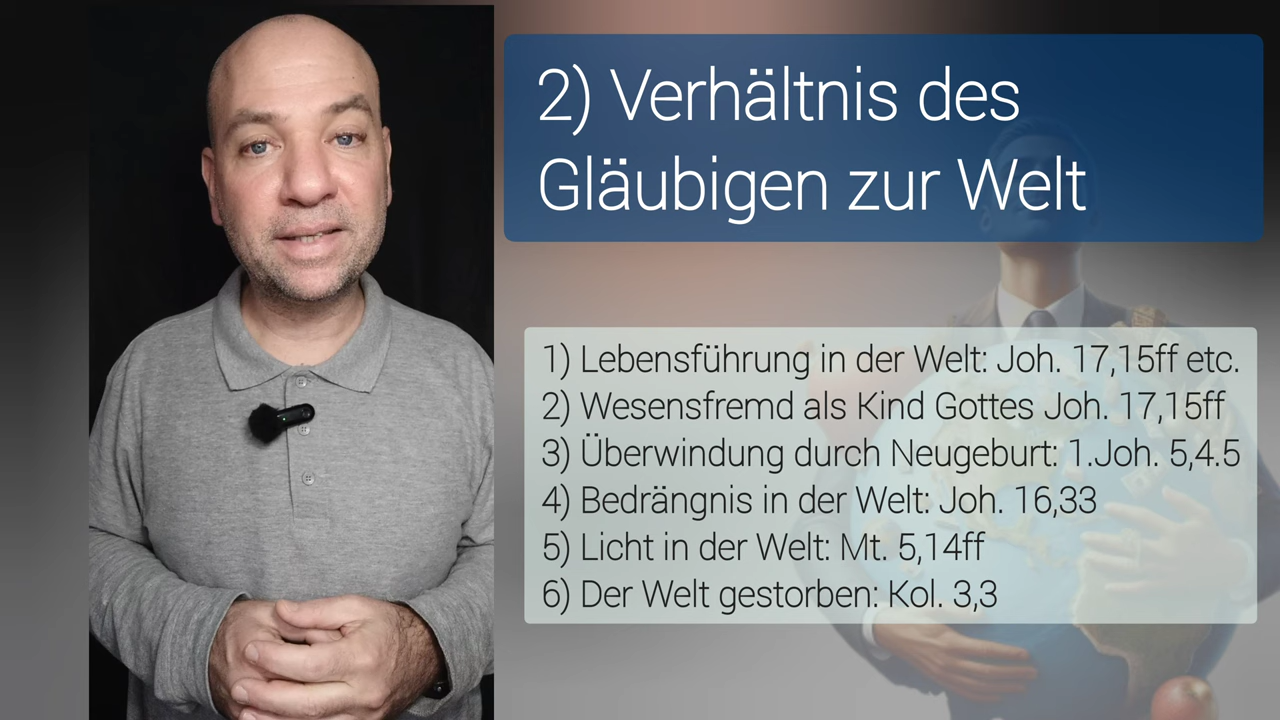 2) Verhältnis des
Gläubigen zur Welt
1) Lebensführung in der Welt: Joh. 17,15ff etc.
2) Wesensfremd als Kind Gottes Joh. 17,15ff
3) Überwindung durch Neugeburt: 1.Joh. 5,4.5
4) Bedrängnis in der Welt: Joh. 16,33
5) Licht in der Welt: Mt. 5,14ff
6) Der Welt gestorben: Kol. 3,3